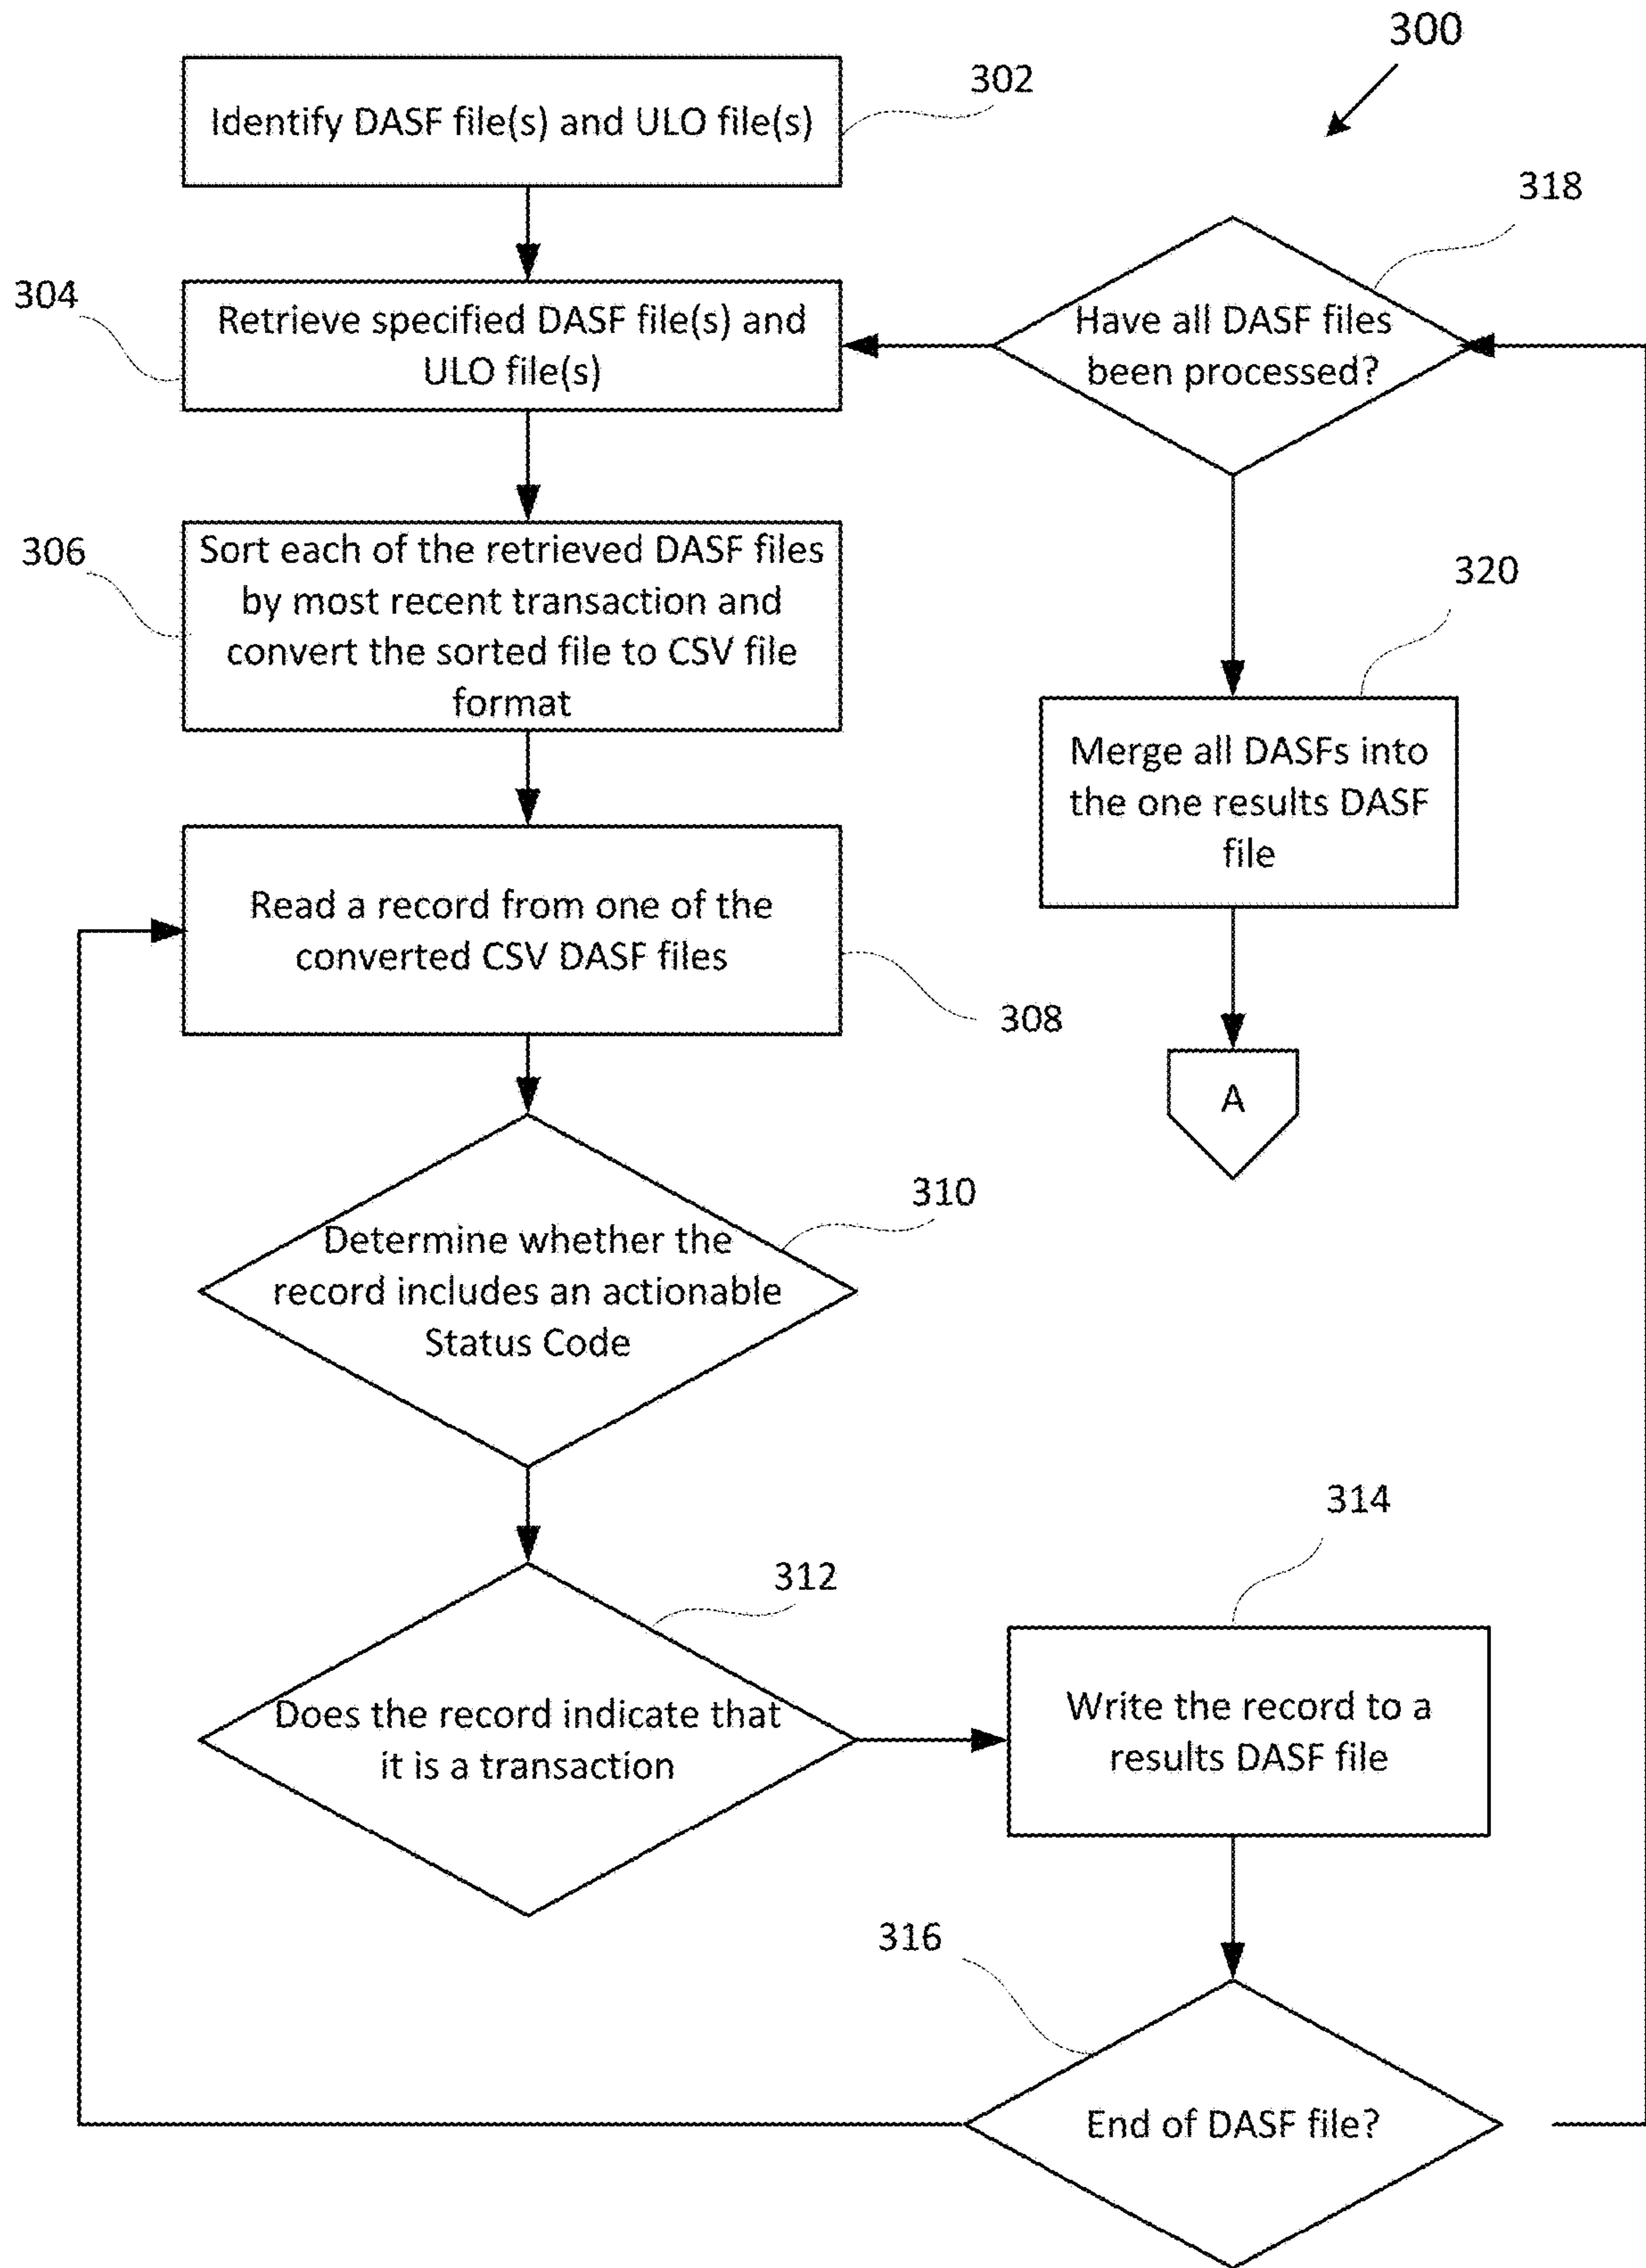 300
302
Identify DASF file(s) and ULO file(s)
318
304
Retrieve specified DASF file(s) and
ULO file(s)
Have all DASF files
been processed?
306
Sort each of the retrieved DASF files
by most recent transaction and
convert the sorted file to CSV file
format
320
Merge all DASFs into
the one results DASF
file
Read a record from one of the
converted CSV DASF files
308
A
310
Determine whether the
record includes an actionable
Status Code
314
312
Does the record indicate that
it is a transaction
Write the record to a
results DASF file
316
End of DASF file?